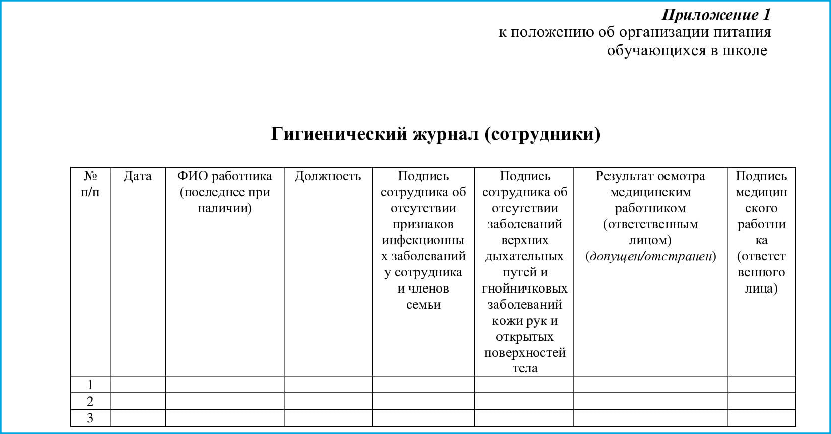 Приложение 1
к положению об организации питания
обучающихся в школе
Гигиенический журнал (сотрудники)
№
п/п
Дата
ФИО работника
(последнее при
наличии)
Должность
Подпись
сотрудника об
отсутствии
признаков
инфекционны
х заболеваний
у сотрудника
и членов
семьи
Подпись
сотрудника об
отсутствии
заболеваний
верхних
дыхательных
путей и
гнойничковых
заболеваний
кожи рук и
открытых
поверхностей
тела
Результат осмотра
медицинским
работником
(ответственным
лицом)
(допущен/отстранен)
Подпись
медицин
ского
работни
ка
(ответст
венного
лица)
1
2
3